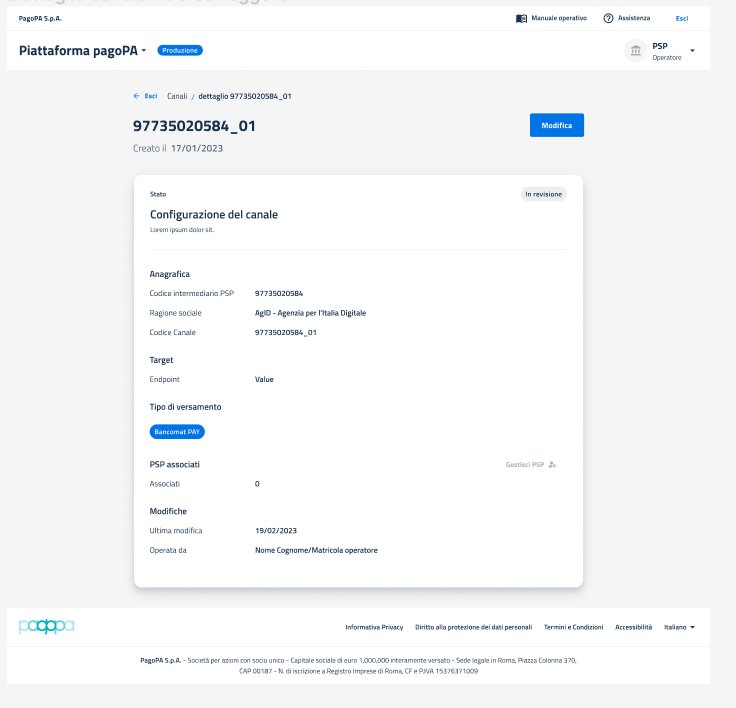 PagoPA S.p.A.
Manuale operativo
Assistenza
Esci
Piattaforma pagoPA
Produzione
PSP
Operatore
Esci
Canali / dettaglio 97735020584_01
97735020584_01
Modifica
Creato il 17/01/2023
Stato
In revisione
Configurazione del canale
Lorem ipsum dolor sit.
Anagrafica
Codice intermediario PSP 97735020584
Ragione sociale AgID - Agenzia per l'Italia Digitale
Codice Canale 97735020584_01
Target
Endpoint Value
Tipo di versamento
Bancomat PAY
PSP associati
Gestisci PSP
Associati 0
Modifiche
Ultima modifica 19/02/2023
Operata da Nome Cognome/Matricola operatore
pagopa
Informativa Privacy Diritto alla protezione dei dati personali Termini e Condizioni Accessibilità Italiano
PagoPA S.p.A. - Società per azioni con socio unico - Capitale sociale di euro 1,000,000 interamente versato - Sede legale in Roma, Piazza Colonna 370,
CAP 00187 - N. di iscrizione a Registro Imprese di Roma, CF e P.IVA 15376371009